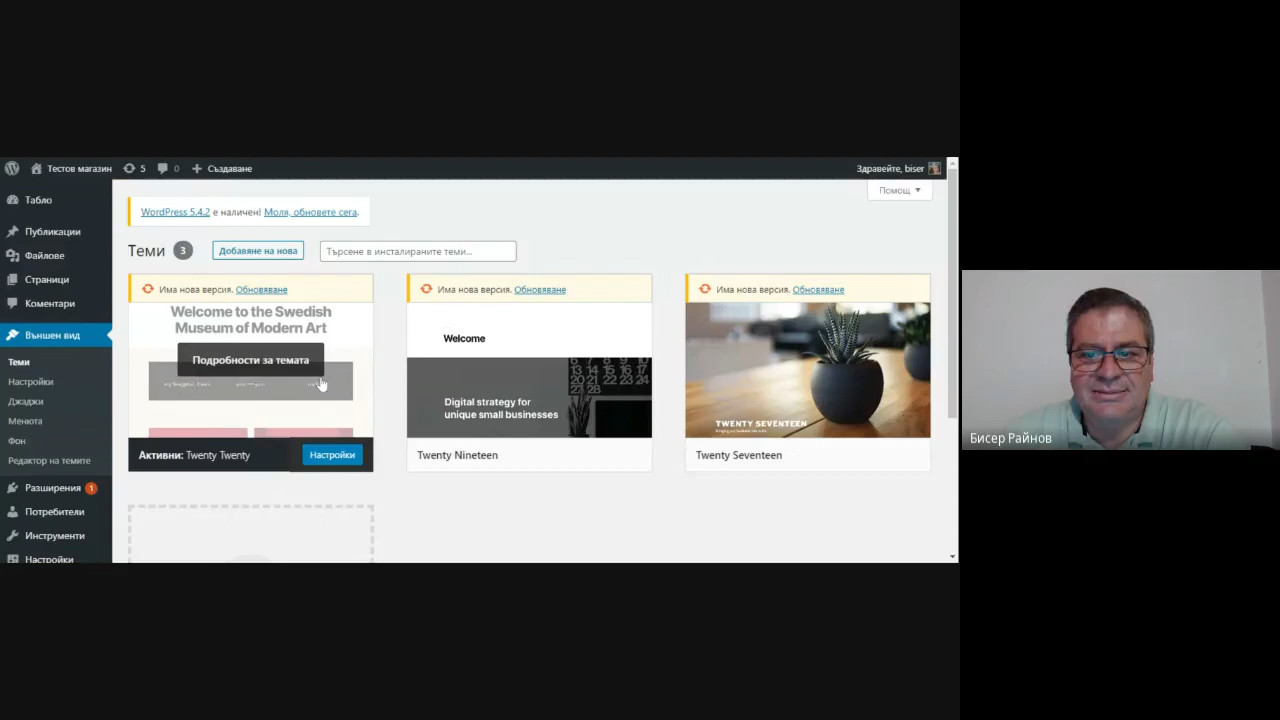 Тестов магазин 5 0 Създаване Здравейте, biser
Помощ
Табло
Публикации
Файлове
Страници
Коментари
Външен вид
Теми
Настройки
Джаджи
Менюта
Фон
Редактор на темите
Разширения 1
Потребители
Инструменти
Настройки
WordPress 5.4.2 е наличен! Моля, обновете сега.
Теми 3 Добавяне на нова Търсене в инсталираните теми...
Има нова версия. Обновяване
Welcome to the Swedish
Museum of Modern Art
Подробности за темата
Активни: Twenty Twenty Настройки
Има нова версия. Обновяване
Welcome
Digital strategy for
unique small businesses
Twenty Nineteen
Има нова версия. Обновяване
TWENTY SEVENTEEN
Twenty Seventeen
Бисер Райнов